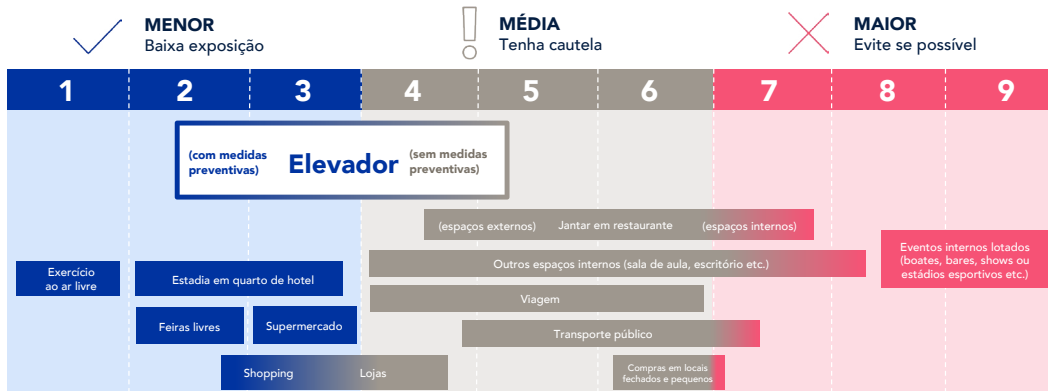 MENOR
Baixa exposição
MÉDIA
Tenha cautela
MAIOR
Evite se possível
1 2 3 4 5 6 7 8 9
(com medidas
preventivas)
Elevador
(sem medidas
preventivas)
(espaços externos) Jantar em restaurante (espaços internos)
Eventos internos lotados
(boates, bares, shows ou
estádios esportivos etc.)
Exercício
ao ar livre
Estadia em quarto de hotel
Outros espaços internos (sala de aula, escritório etc.)
Viagem
Feiras livres
Supermercado
Transporte público
Shopping Lojas
Compras em locais
fechados e pequenos